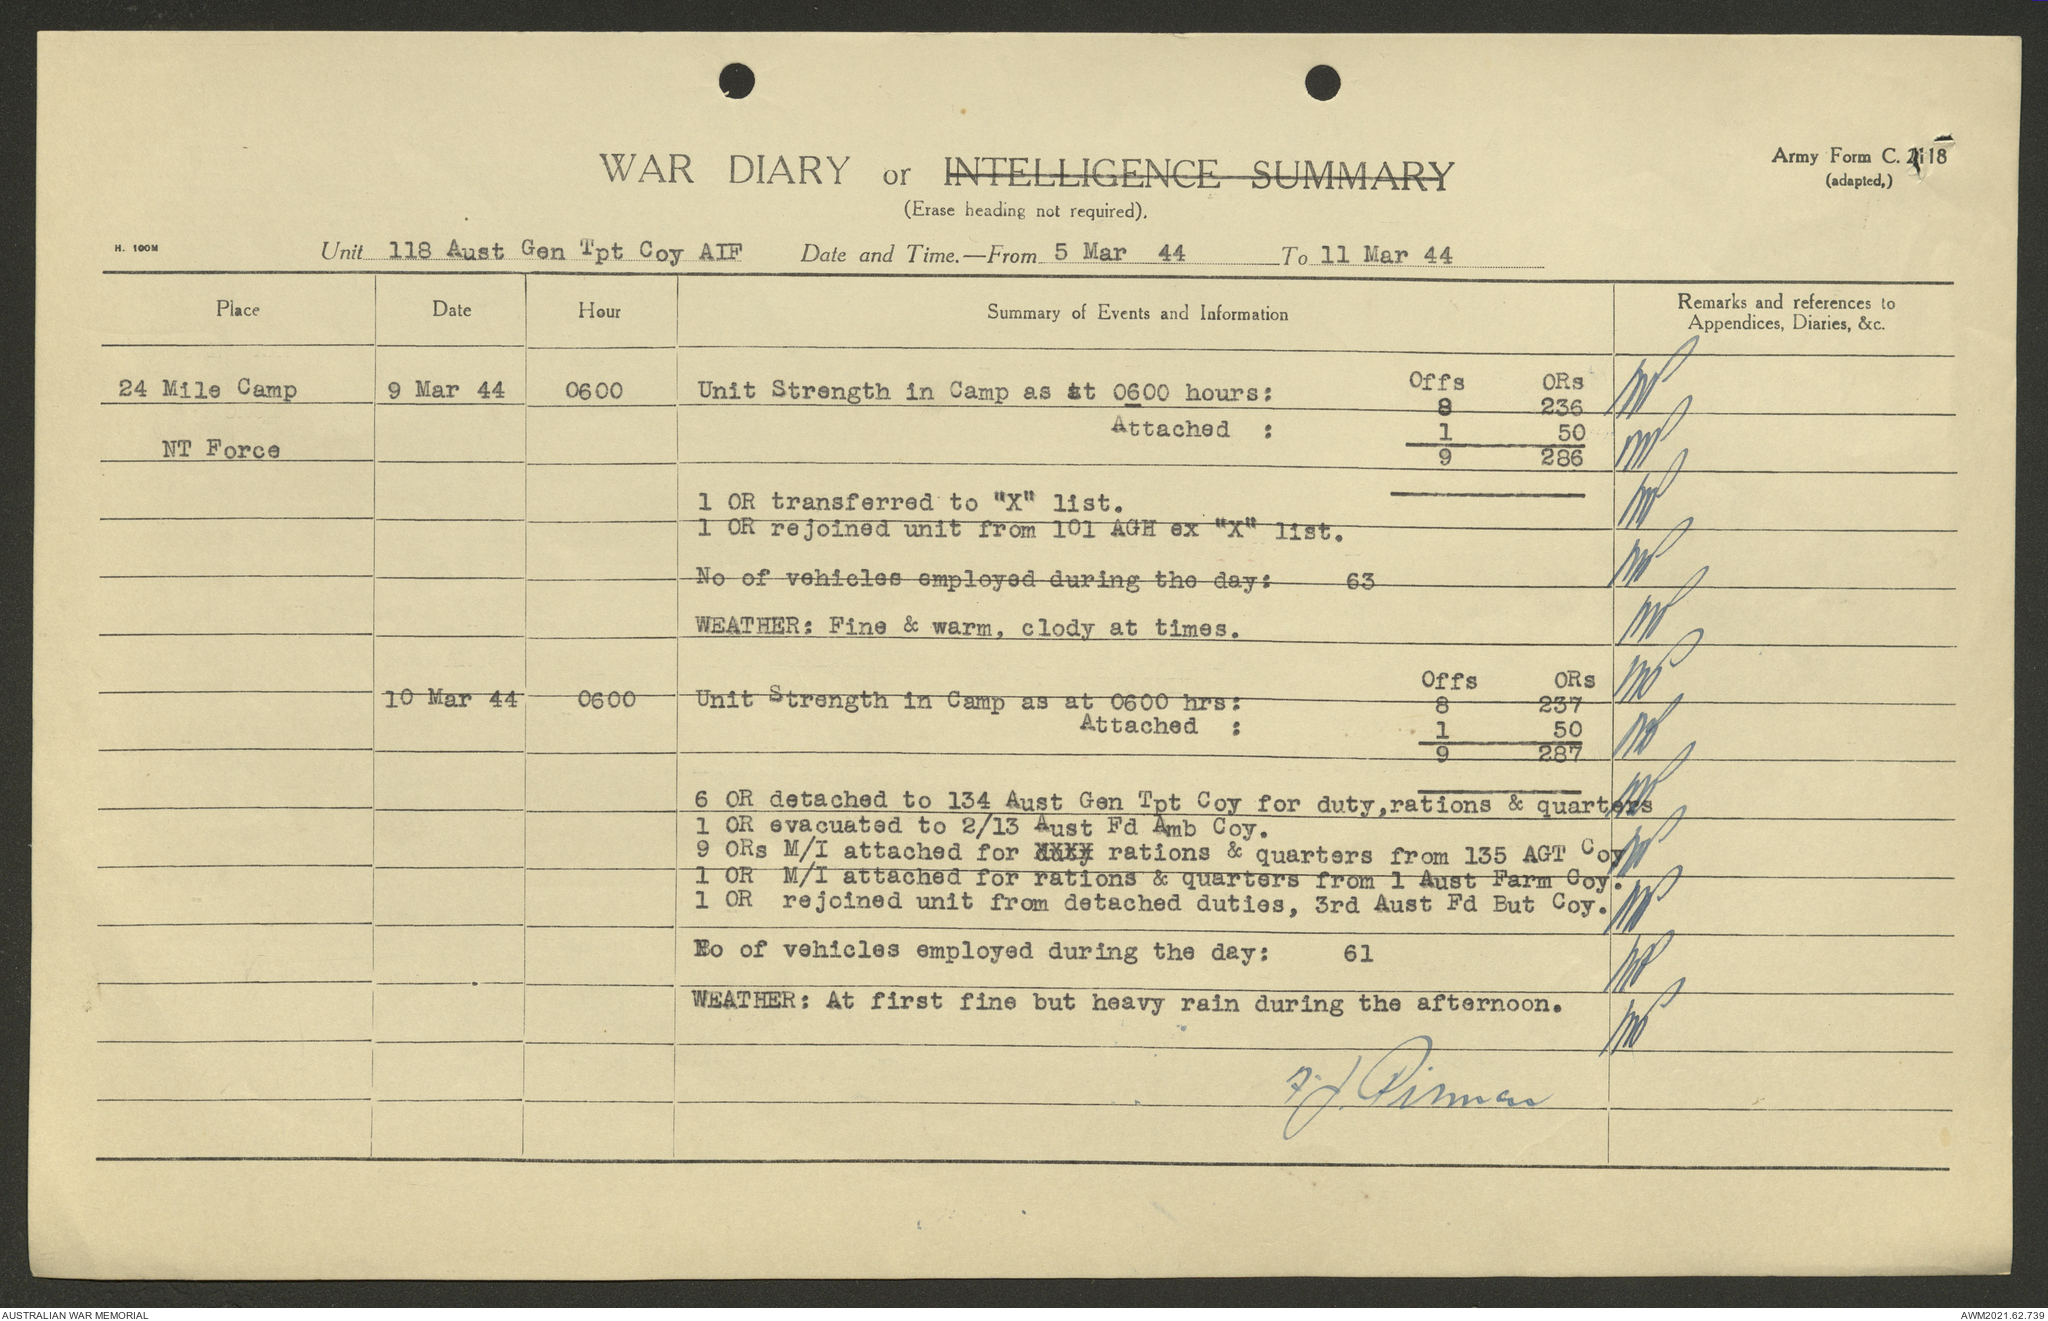 WAR DIARY or INTELLIGENCE SUMMARY
(Erase heading not required).
Army Form C. 2118
(adapted,)
H. 100M
Unit 118 Aust Gen Tpt Coy AIF Date and Time.—From 5 Mar 44 To 11 Mar 44
Place Date Hour Summary of Events and Information Remarks and references to
Appendices, Diaries, &c.
Offs ORs
24 Mile Camp 9 Mar 44 0600 Unit Strength in Camp as at 0600 hours:
8 236
Attached : 1 50
NT Force 9 286
1 OR transferred to "X" list.
1 OR rejoined unit from 101 AGH ex "X" list.
No of vehicles employed during the day: 63
WEATHER: Fine & warm, clody at times.
Offs ORs
10 Mar 44 0600 Unit Strength in Camp as at 0600 hrs: 8 237
Attached : 1 50
9 287
6 OR detached to 134 Aust Gen Tpt Coy for duty,rations & quarters
1 OR evacuated to 2/13 Aust Fd Amb Coy.
9 ORs M/I attached for rations & quarters from 135 AGT Coy
1 OR M/I attached for rations & quarters from 1 Aust Farm Coy.
1 OR rejoined unit from detached duties, 3rd Aust Fd But Coy.
No of vehicles employed during the day: 61
WEATHER: At first fine but heavy rain during the afternoon.
AUSTRALIAN WAR MEMORIAL AWM2021.62.739